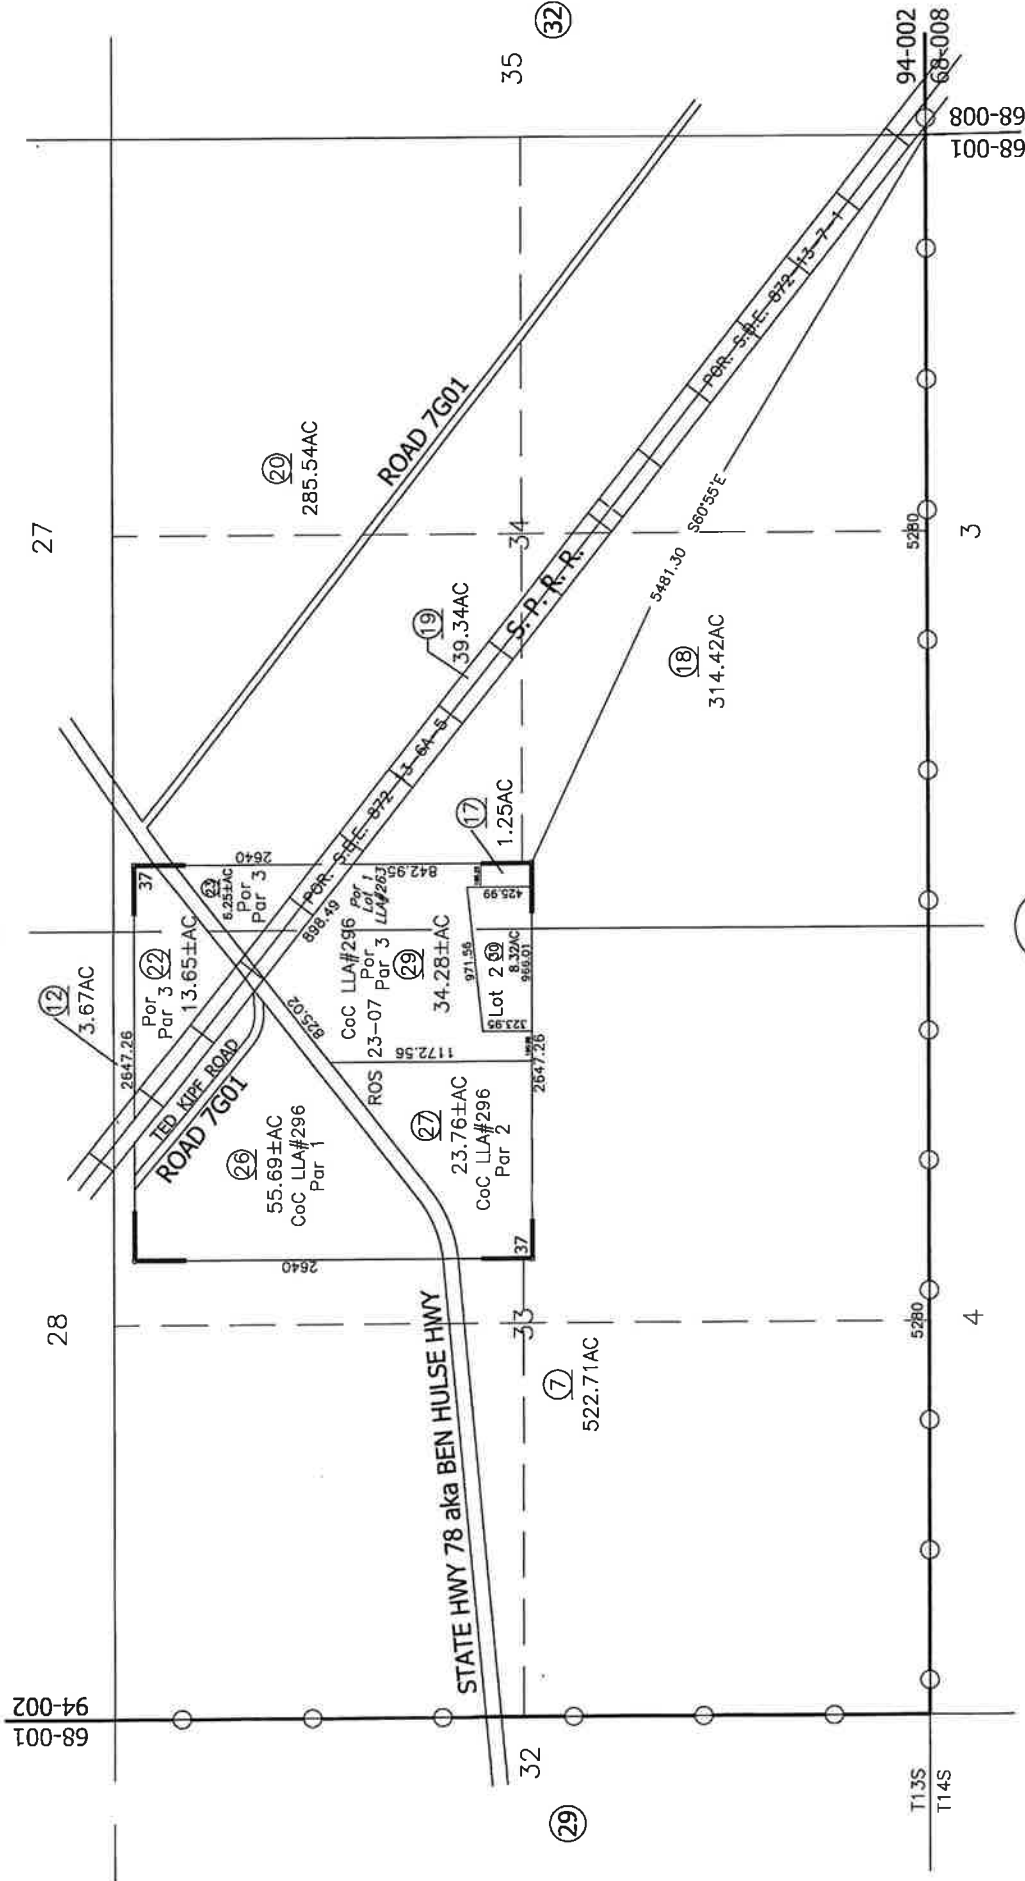 94-002
68-001
28
27
35
32
94-002
68-008
68-001
68-008
12
3.67AC
2647.26
20
285.54AC
ROAD 7G01
37
2640
Por
Par 3
22
13.65±AC
23
6.25±AC
Por
Par 3
TED KIPF ROAD
ROAD 7G01
POR. S.B.E. 872 13-6A-5
19
39.34AC
34
S. P. R. R.
POR. S.B.E. 872-13-7-1
898.49
825.02
CoC LLA#296
23-07
Por
Par 3
Por 1
Lot
LLA#263
842.95
29
34.28±AC
26
55.69±AC
CoC LLA#296
Par 1
2640
ROS
1172.56
27
23.76±AC
CoC LLA#296
Par 2
37
971.56
425.99
Lot 2
30
8.32AC
966.01
323.95
2647.26
17
1.25AC
5481.30
S60°55'E
18
314.42AC
STATE HWY 78 aka BEN HULSE HWY
33
7
522.71AC
32
29
5280
5280
4
3
T13S
T14S